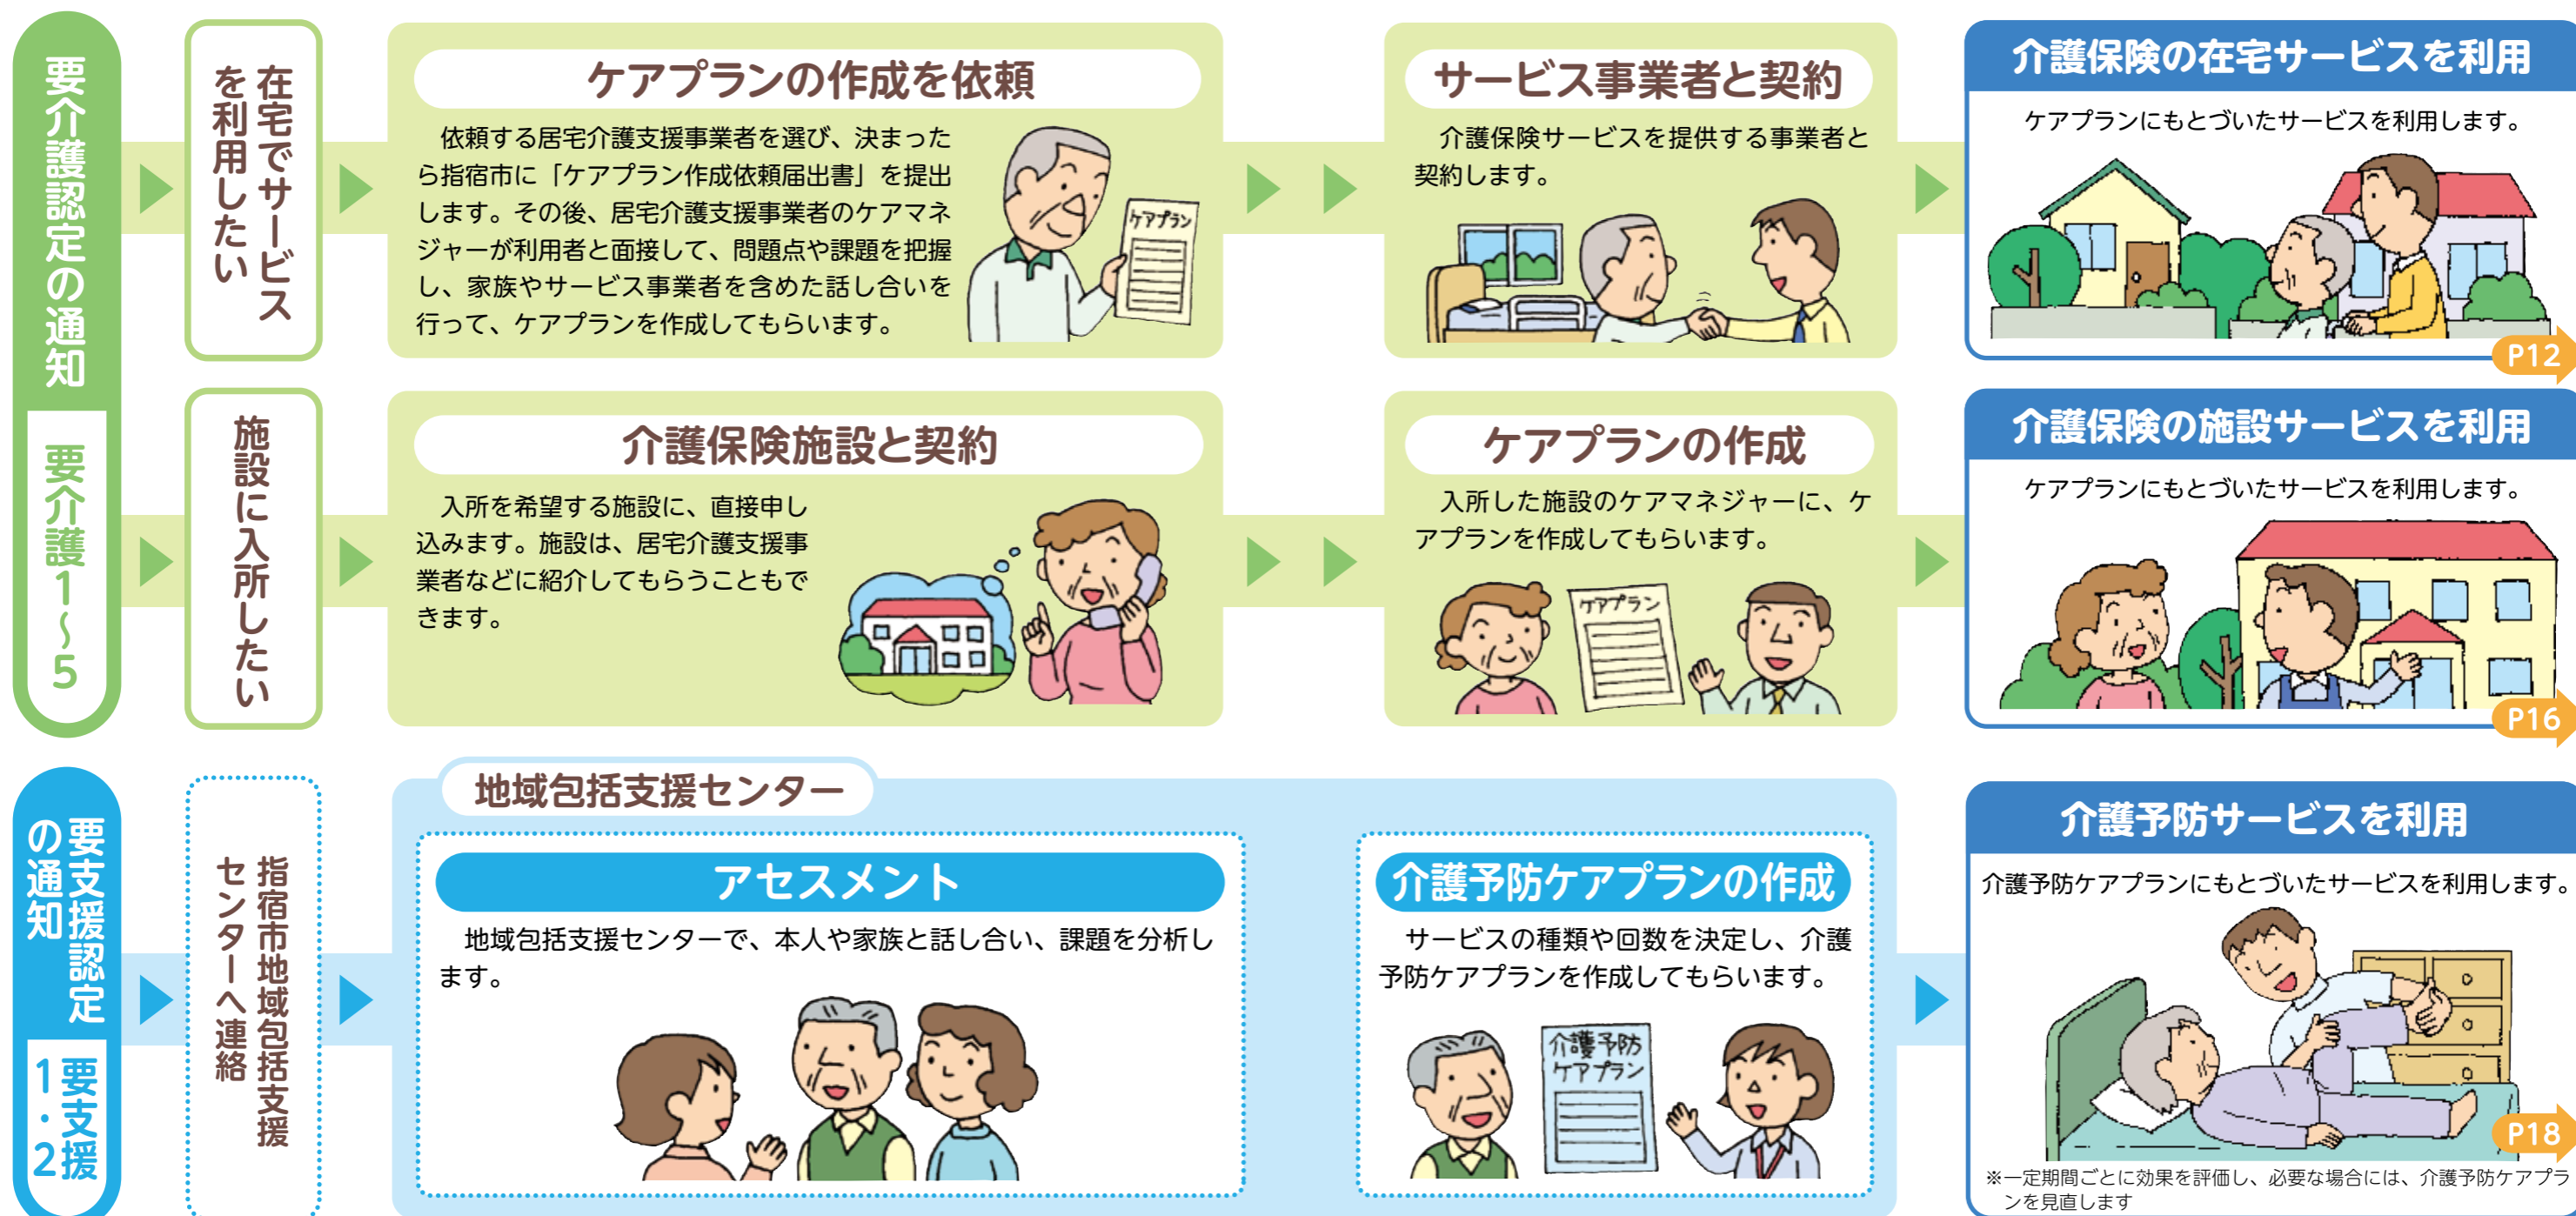 要介護認定の通知
要介護1~5
在宅でサービス
を利用したい
ケアプランの作成を依頼
依頼する居宅介護支援事業者を選び、決まった
ら指宿市に「ケアプラン作成依頼届出書」を提出
します。その後、居宅介護支援事業者のケアマネ
ジャーが利用者と面接して、問題点や課題を把握
し、家族やサービス事業者を含めた話し合いを
行って、ケアプランを作成してもらいます。
ケアプラン
サービス事業者と契約
介護保険サービスを提供する事業者と
契約します。
介護保険の在宅サービスを利用
ケアプランにもとづいたサービスを利用します。
P12
施設に入所したい
介護保険施設と契約
入所を希望する施設に、直接申し
込みます。施設は、居宅介護支援事
業者などに紹介してもらうこともで
きます。
ケアプランの作成
入所した施設のケアマネジャーに、ケ
アプランを作成してもらいます。
ケアプラン
介護保険の施設サービスを利用
ケアプランにもとづいたサービスを利用します。
P16
要支援認定
の通知
要支援
1・2
指宿市地域包括支援
センターへ連絡
地域包括支援センター
アセスメント
地域包括支援センターで、本人や家族と話し合い、課題を分析し
ます。
介護予防ケアプランの作成
サービスの種類や回数を決定し、介護
予防ケアプランを作成してもらいます。
介護予防
ケアプラン
介護予防サービスを利用
介護予防ケアプランにもとづいたサービスを利用します。
P18
※一定期間ごとに効果を評価し、必要な場合には、介護予防ケアプラ
ンを見直します